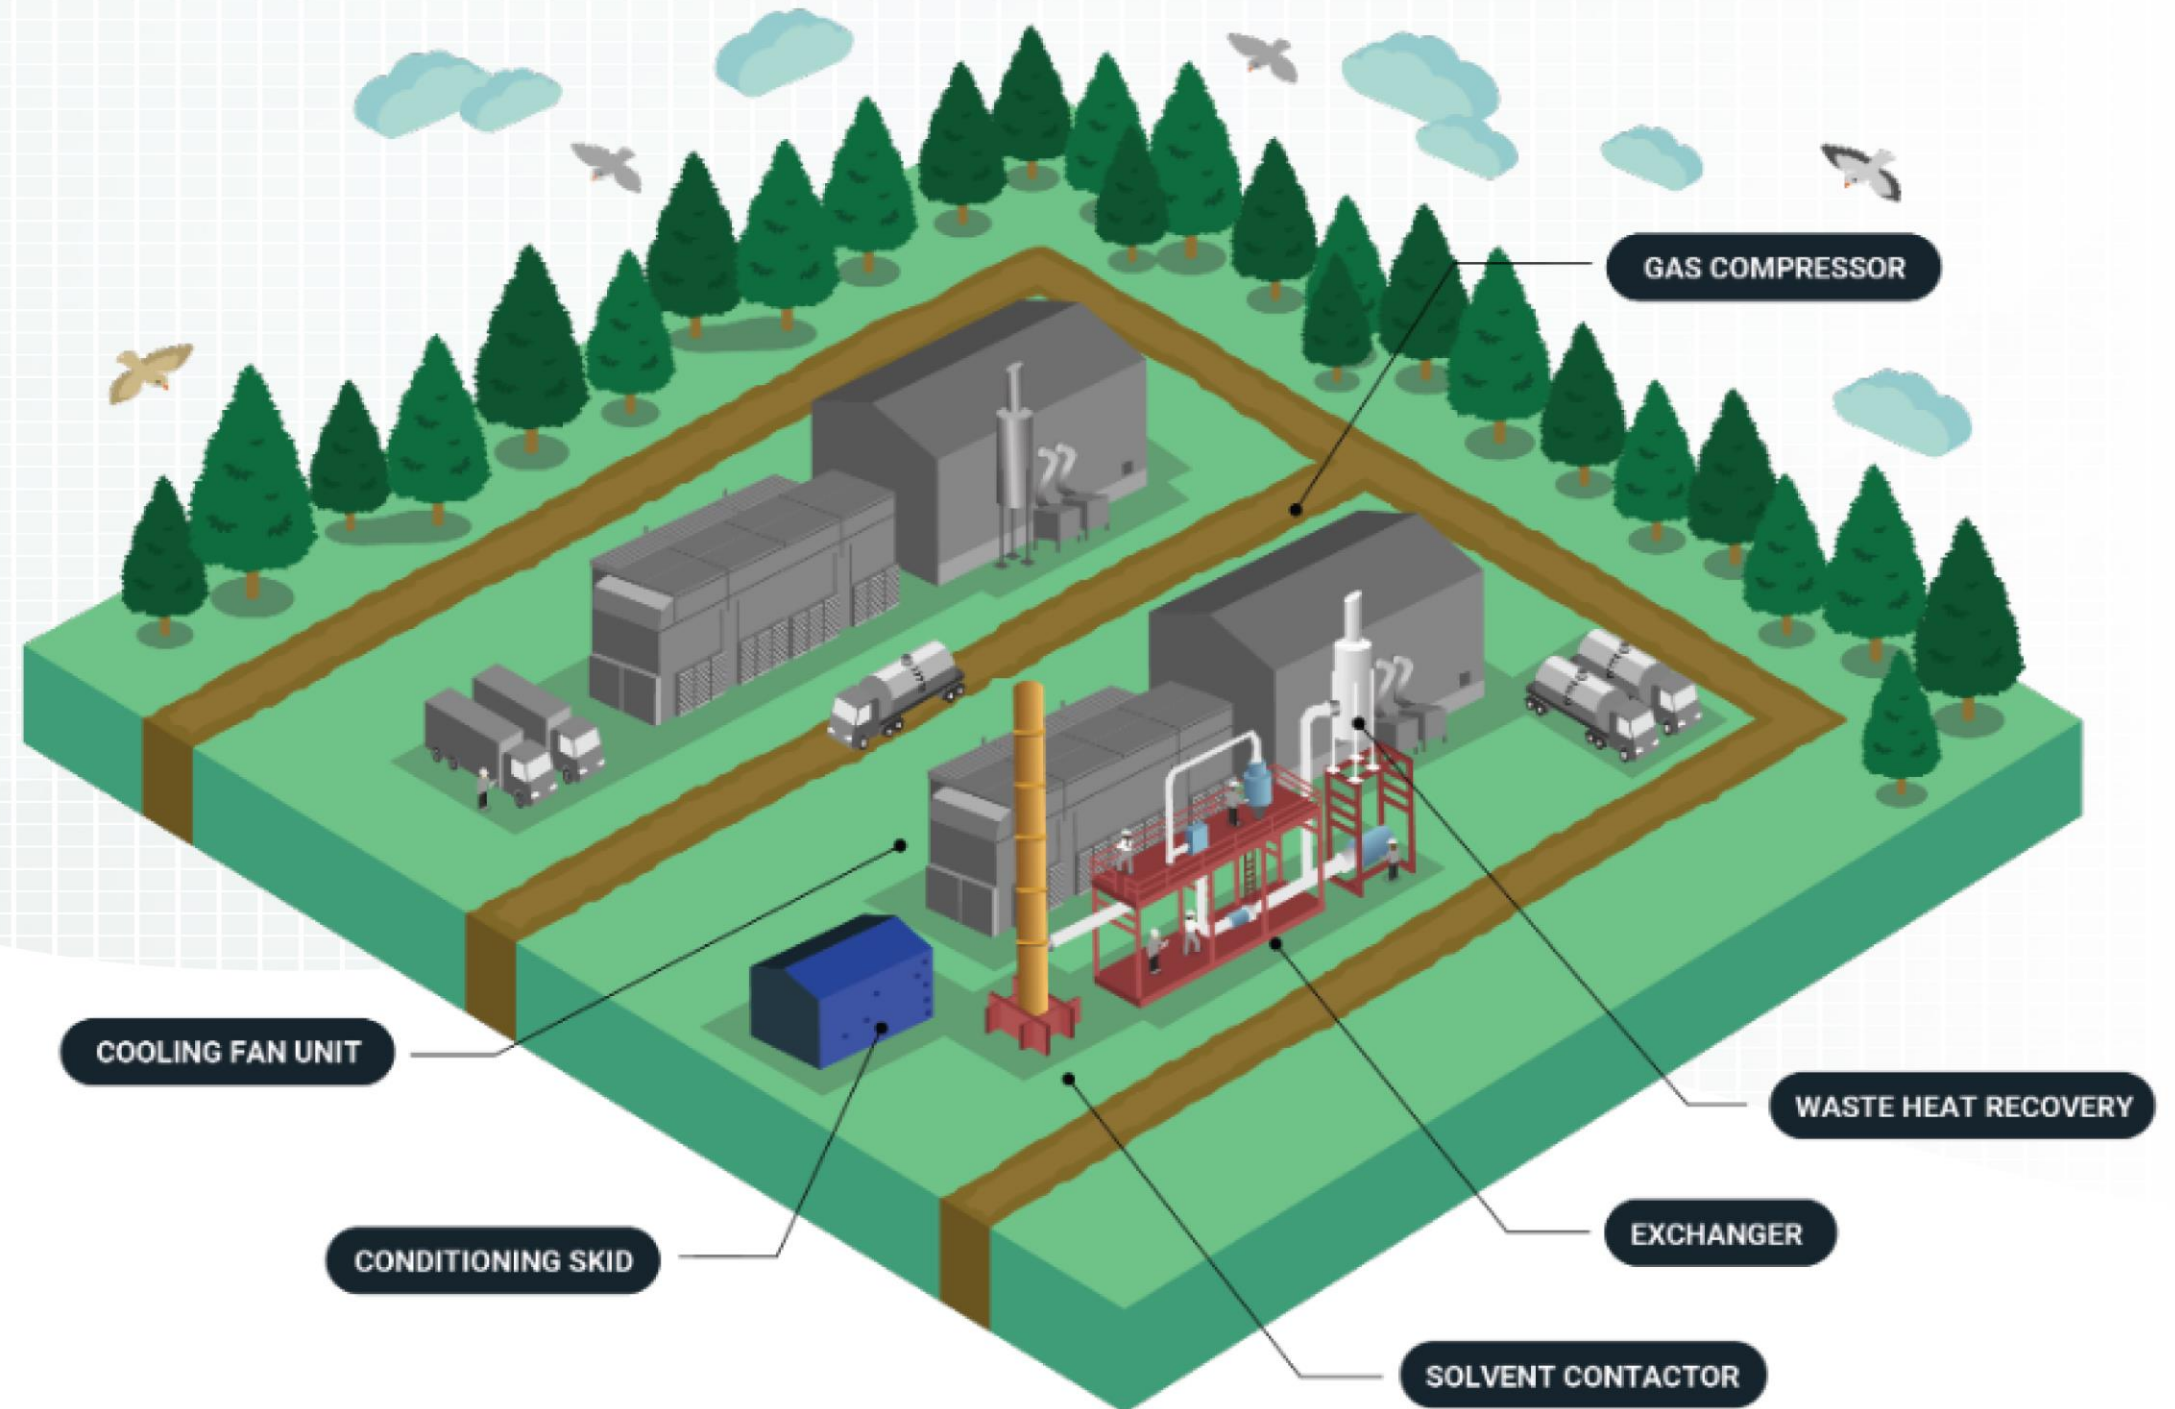 GAS COMPRESSOR
COOLING FAN UNIT
WASTE HEAT RECOVERY
EXCHANGER
CONDITIONING SKID
SOLVENT CONTACTOR